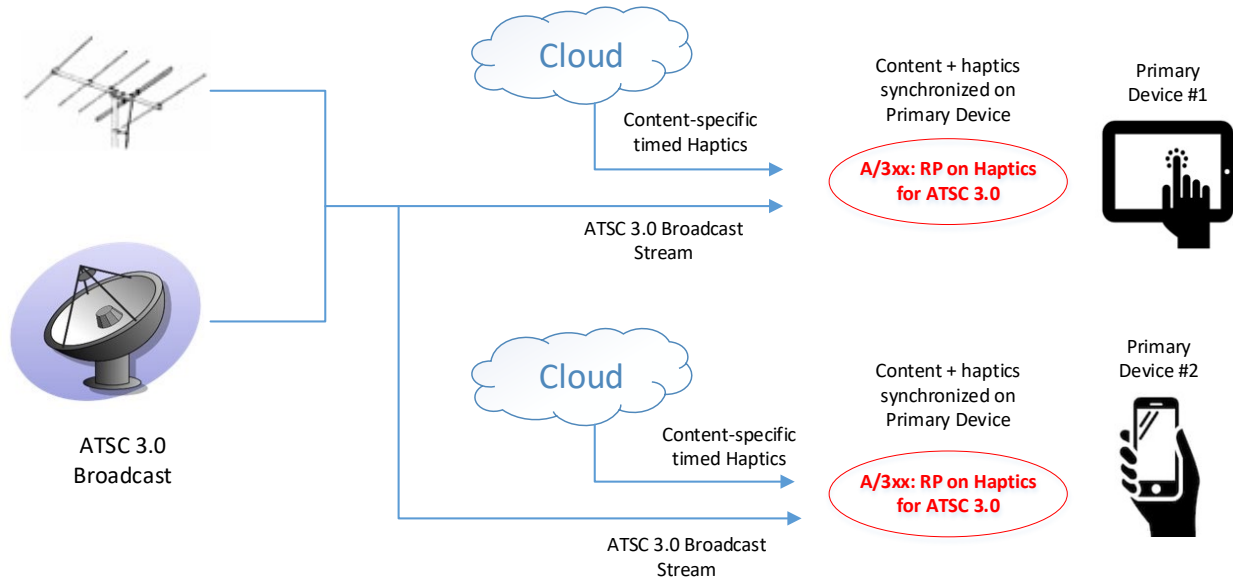 Cloud
Content + haptics
synchronized on
Primary Device
Primary
Device #1
Content-specific
timed Haptics
A/3xx: RP on Haptics
for ATSC 3.0
ATSC 3.0 Broadcast
Stream
Cloud
Content + haptics
synchronized on
Primary Device
Primary
Device #2
ATSC 3.0
Broadcast
Content-specific
timed Haptics
A/3xx: RP on Haptics
for ATSC 3.0
ATSC 3.0 Broadcast
Stream